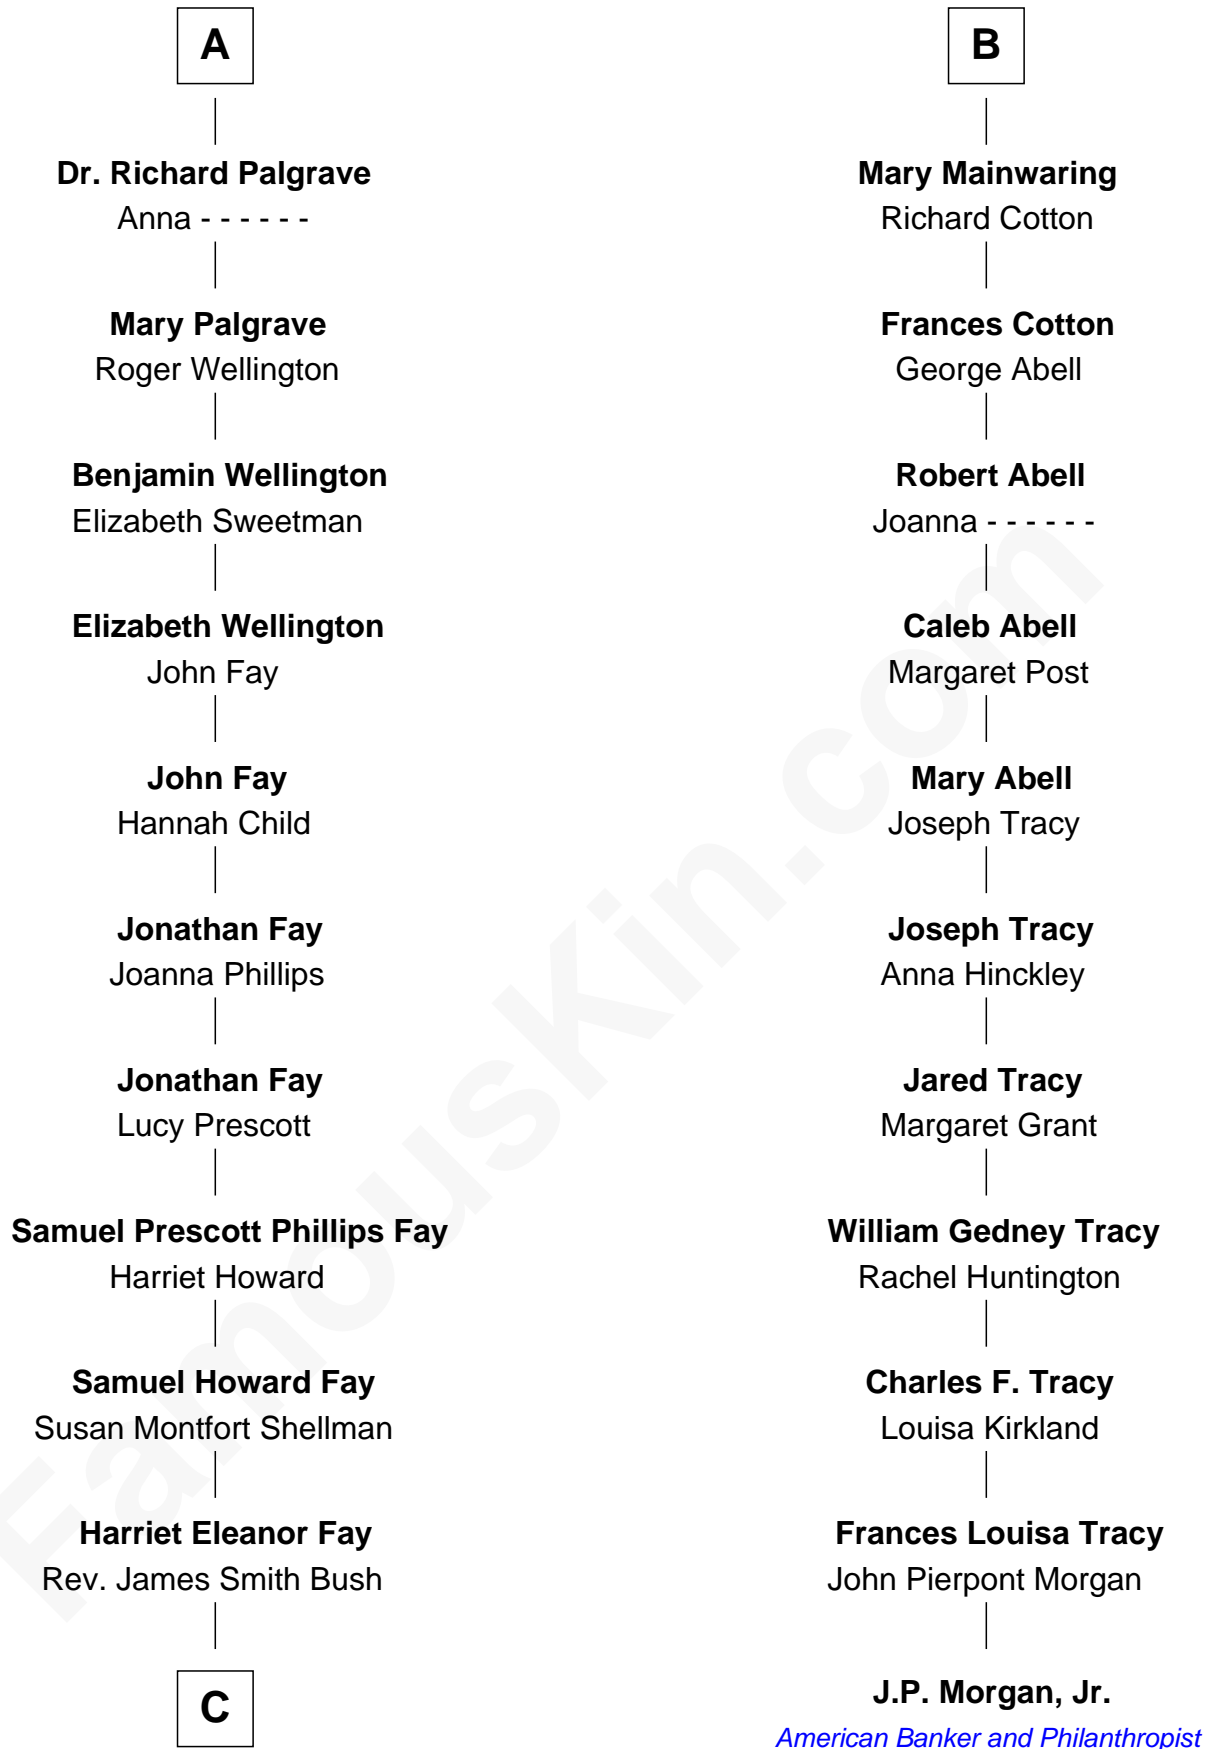 A
Dr. Richard Palgrave
Anna - - - - - -
Mary Palgrave
Roger Wellington
Benjamin Wellington
Elizabeth Sweetman
Elizabeth Wellington
John Fay
John Fay
Hannah Child
Jonathan Fay
Joanna Phillips
Jonathan Fay
Lucy Prescott
Samuel Prescott Phillips Fay
Harriet Howard
Samuel Howard Fay
Susan Montfort Shellman
Harriet Eleanor Fay
Rev. James Smith Bush
C
B
Mary Mainwaring
Richard Cotton
Frances Cotton
George Abell
Robert Abell
Joanna - - - - - -
Caleb Abell
Margaret Post
Mary Abell
Joseph Tracy
Joseph Tracy
Anna Hinckley
Jared Tracy
Margaret Grant
William Gedney Tracy
Rachel Huntington
Charles F. Tracy
Louisa Kirkland
Frances Louisa Tracy
John Pierpont Morgan
J.P. Morgan, Jr.
American Banker and Philanthropist
FamousKin.com